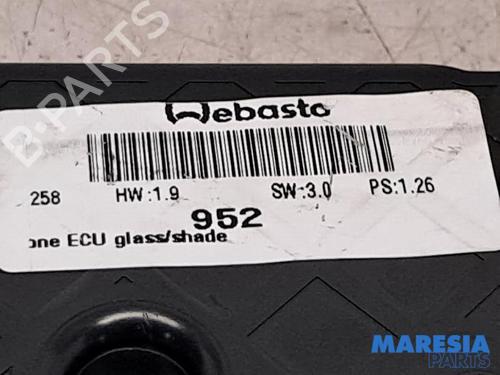 Webasto
258 HW:1.9 SW:3.0 PS:1.26
952
one ECU glass/shade
B-PARTS
MARESIA
PARTS